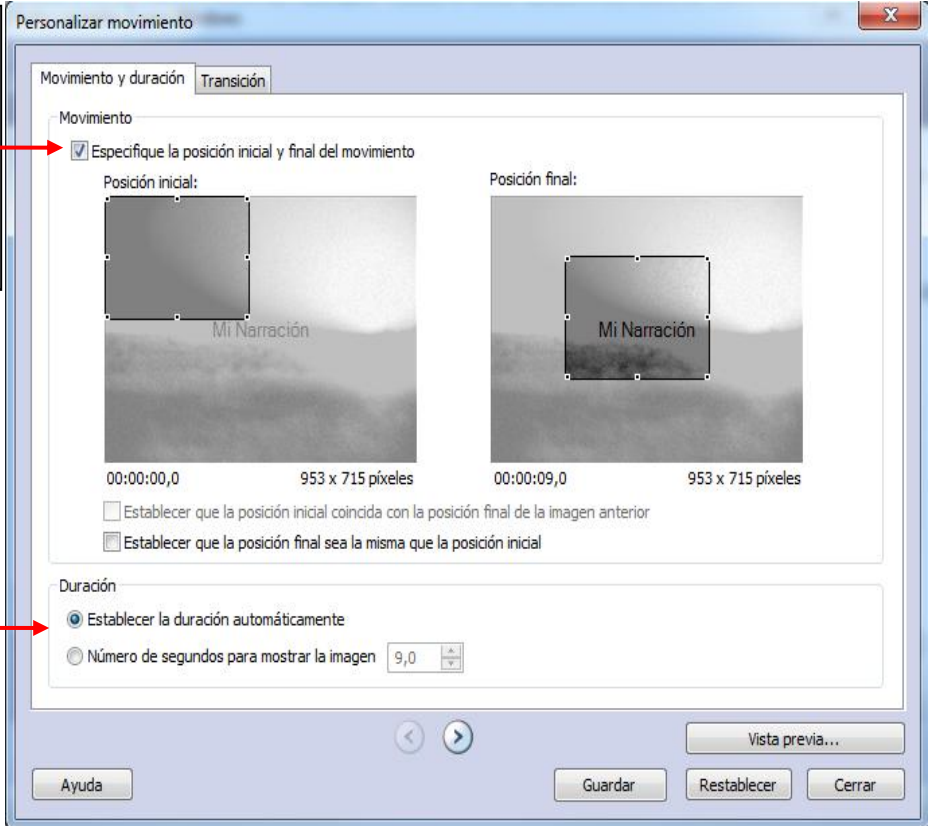 Personalizar movimiento
Movimiento y duración
Transición
Movimiento
Especifique la posición inicial y final del movimiento
Posición inicial:
Posición final:
Mi Narración
Mi Narración
00:00:00,0
953 x 715 píxeles
00:00:09,0
953 x 715 píxeles
Establecer que la posición inicial coincida con la posición final de la imagen anterior
Establecer que la posición final sea la misma que la posición inicial
Duración
Establecer la duración automáticamente
Número de segundos para mostrar la imagen
9,0
Vista previa...
Ayuda
Guardar
Restablecer
Cerrar